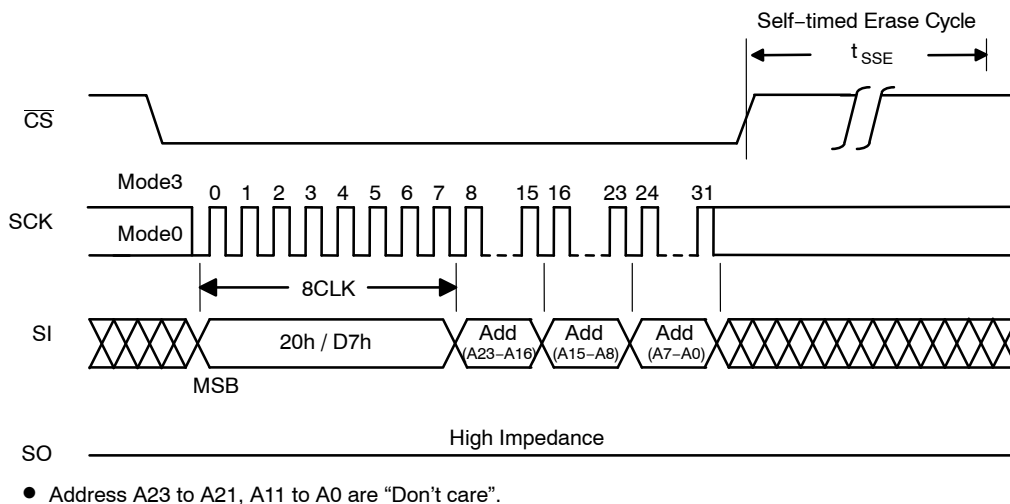 Self−timed Erase Cycle
t SSE
CS
Mode3
0 1 2 3 4 5 6 7 8 15 16 23 24 31
SCK
Mode0
8CLK
SI
20h / D7h
Add
(A23−A16)
Add
(A15−A8)
Add
(A7−A0)
MSB
High Impedance
SO
● Address A23 to A21, A11 to A0 are “Don’t care”.